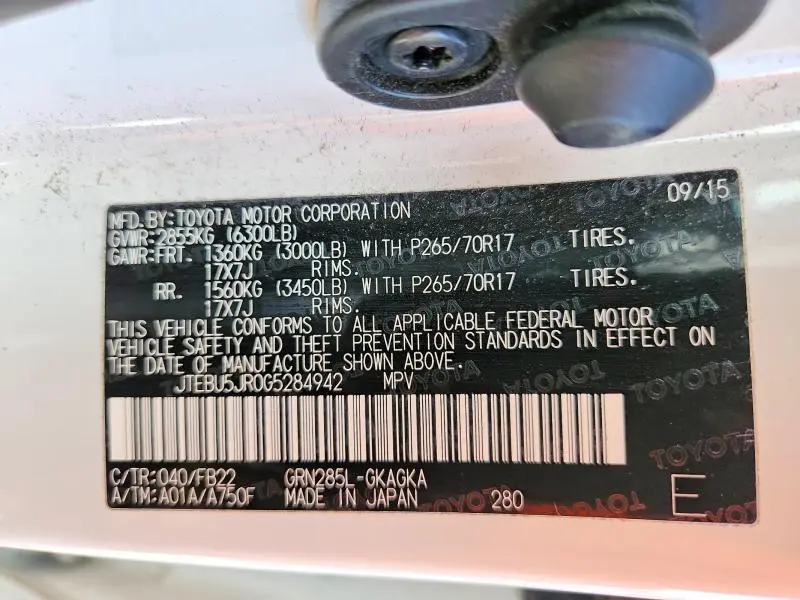 09/15
MFD.BY:TOYOTA MOTOR CORPORATION
GVWR:2855KG (6300LB)
GAWR:FRT. 1360KG (3000LB) WITH P265/70R17 TIRES.
17X7J RIMS.
RR. 1560KG (3450LB) WITH P265/70R17 TIRES.
17X7J RIMS.
THIS VEHICLE CONFORMS TO ALL APPLICABLE FEDERAL MOTOR
VEHICLE SAFETY AND THEFT PREVENTION STANDARDS IN EFFECT ON
THE DATE OF MANUFACTURE SHOWN ABOVE.
JTEBU5JR0G5284942 MPV
C/TR:040/FB22 GRN285L-GKAGKA
A/TM:A01A/A750F MADE IN JAPAN 280 E